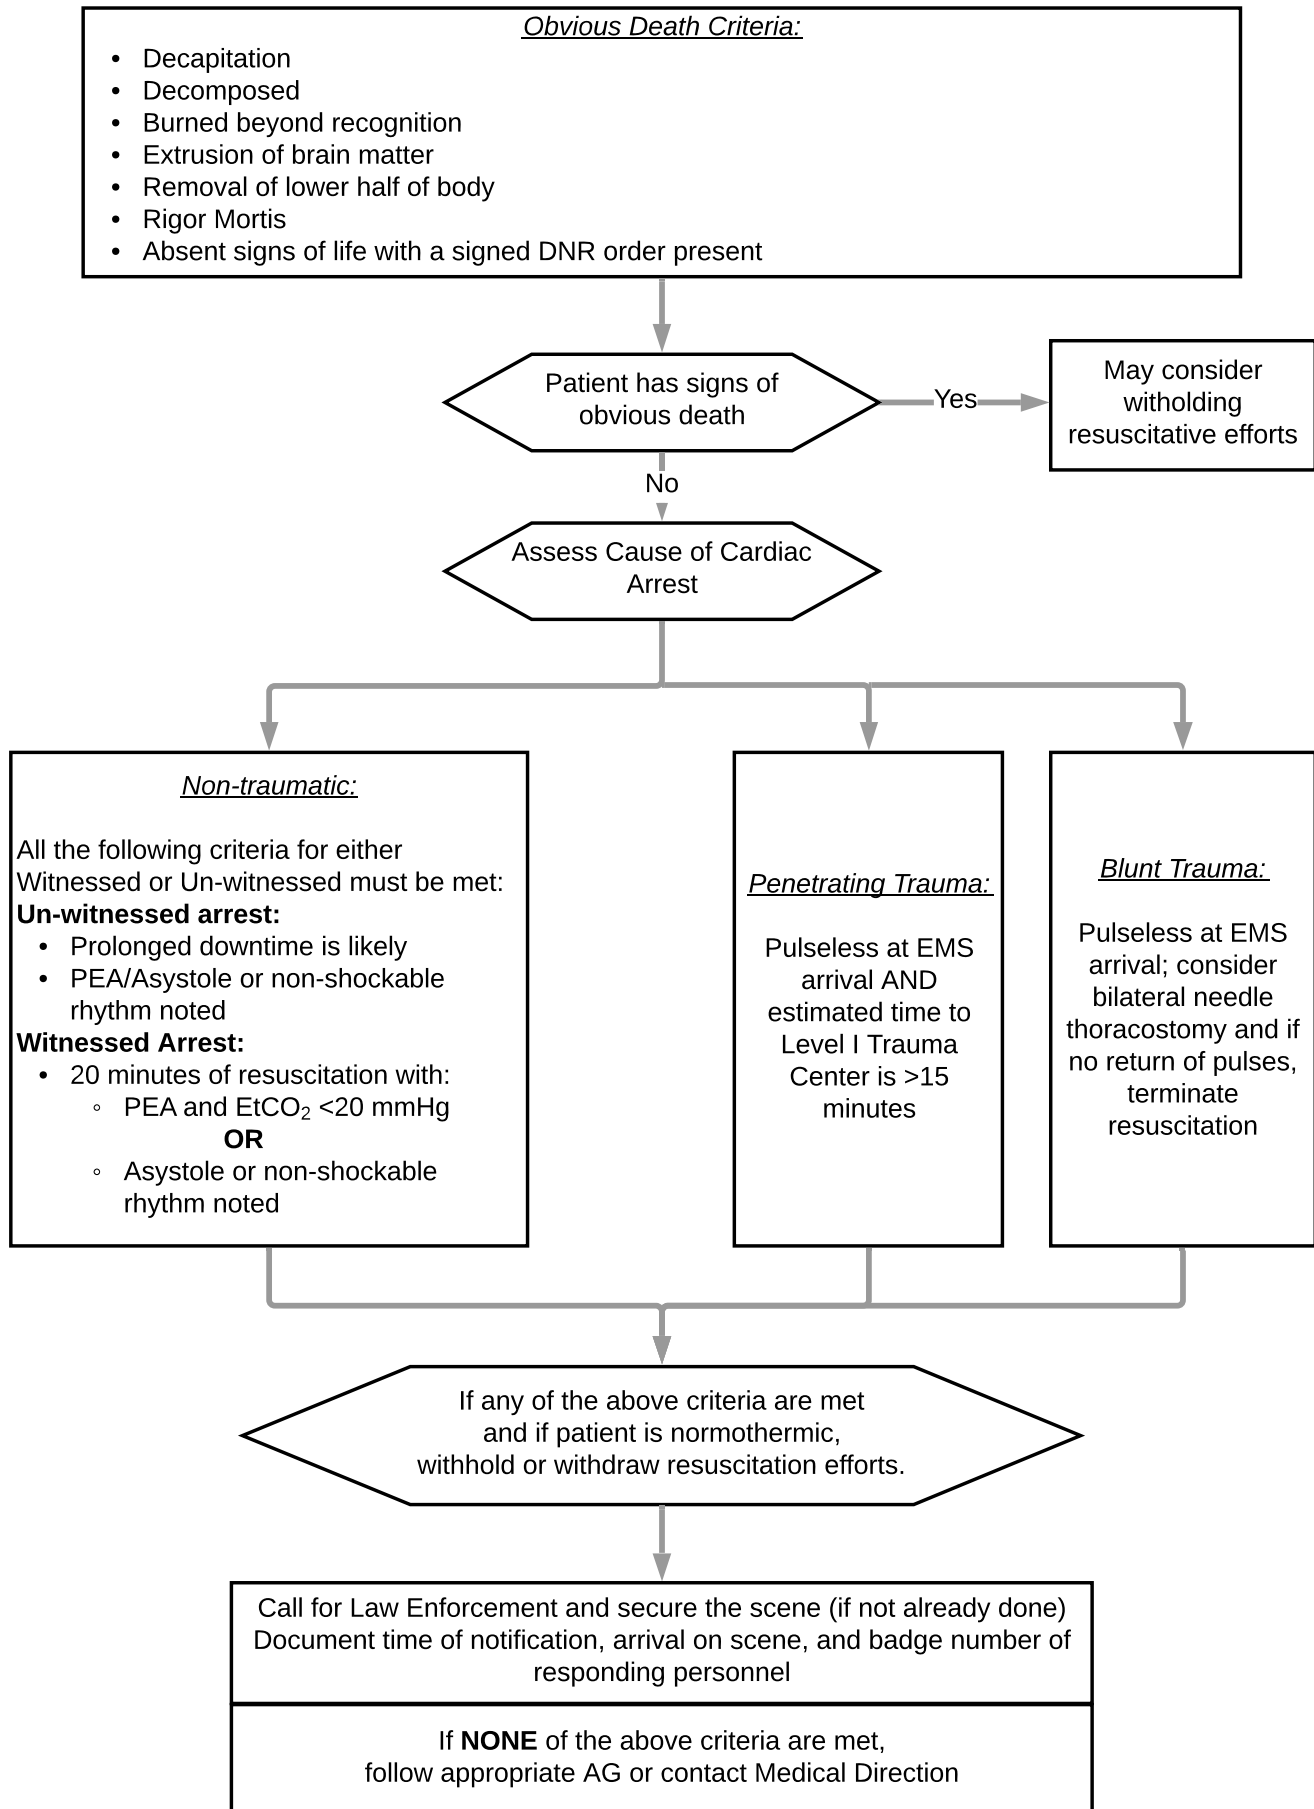 Obvious Death Criteria:
• Decapitation
• Decomposed
• Burned beyond recognition
• Extrusion of brain matter
• Removal of lower half of body
• Rigor Mortis
• Absent signs of life with a signed DNR order present
Patient has signs of
obvious death
Yes
May consider
witholding
resuscitative efforts
No
Assess Cause of Cardiac
Arrest
Non-traumatic:
All the following criteria for either
Witnessed or Un-witnessed must be met:
Un-witnessed arrest:
• Prolonged downtime is likely
• PEA/Asystole or non-shockable
rhythm noted
Witnessed Arrest:
• 20 minutes of resuscitation with:
◦ PEA and EtCO₂ <20 mmHg
OR
◦ Asystole or non-shockable
rhythm noted
Penetrating Trauma:
Pulseless at EMS
arrival AND
estimated time to
Level I Trauma
Center is >15
minutes
Blunt Trauma:
Pulseless at EMS
arrival; consider
bilateral needle
thoracostomy and if
no return of pulses,
terminate
resuscitation
If any of the above criteria are met
and if patient is normothermic,
withhold or withdraw resuscitation efforts.
Call for Law Enforcement and secure the scene (if not already done)
Document time of notification, arrival on scene, and badge number of
responding personnel
If NONE of the above criteria are met,
follow appropriate AG or contact Medical Direction